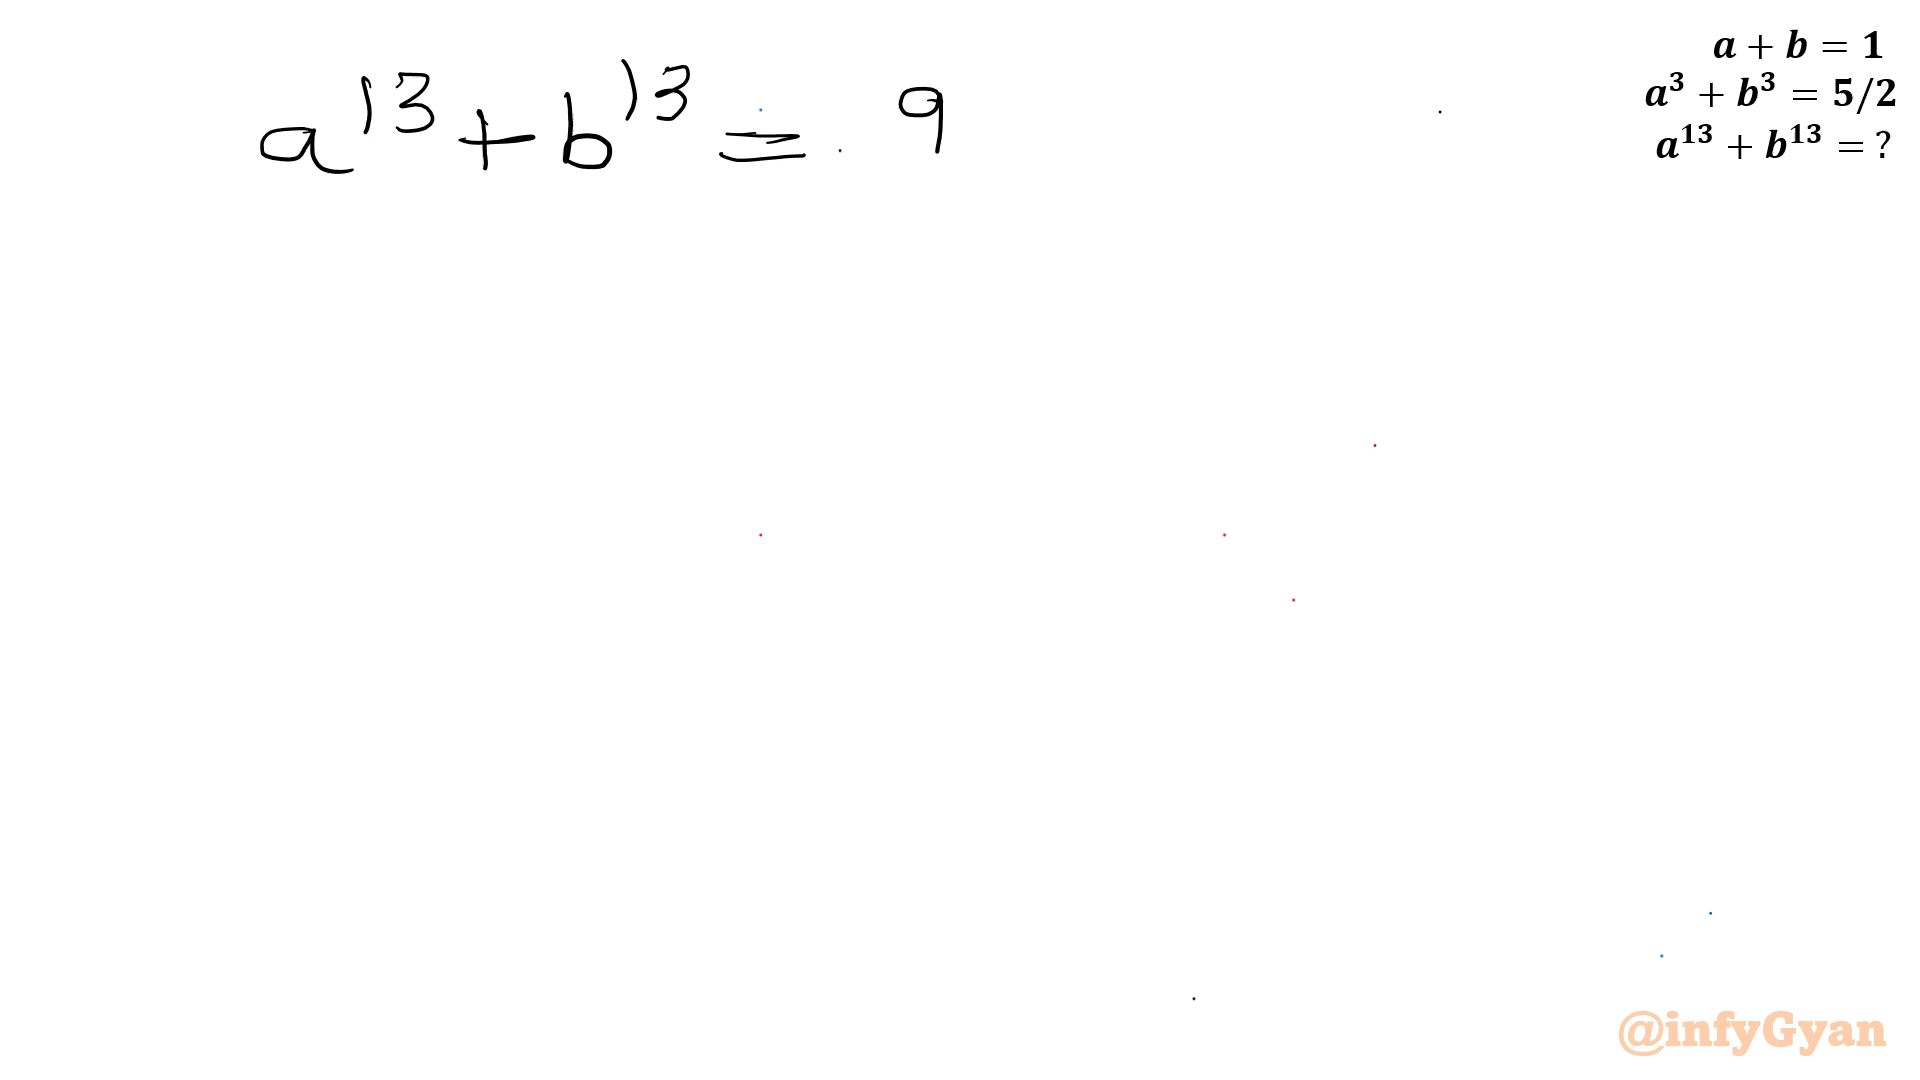 a¹³ + b¹³ = 9
a + b = 1
a³ + b³ = 5/2
a¹³ + b¹³ = ?
@infyGyan